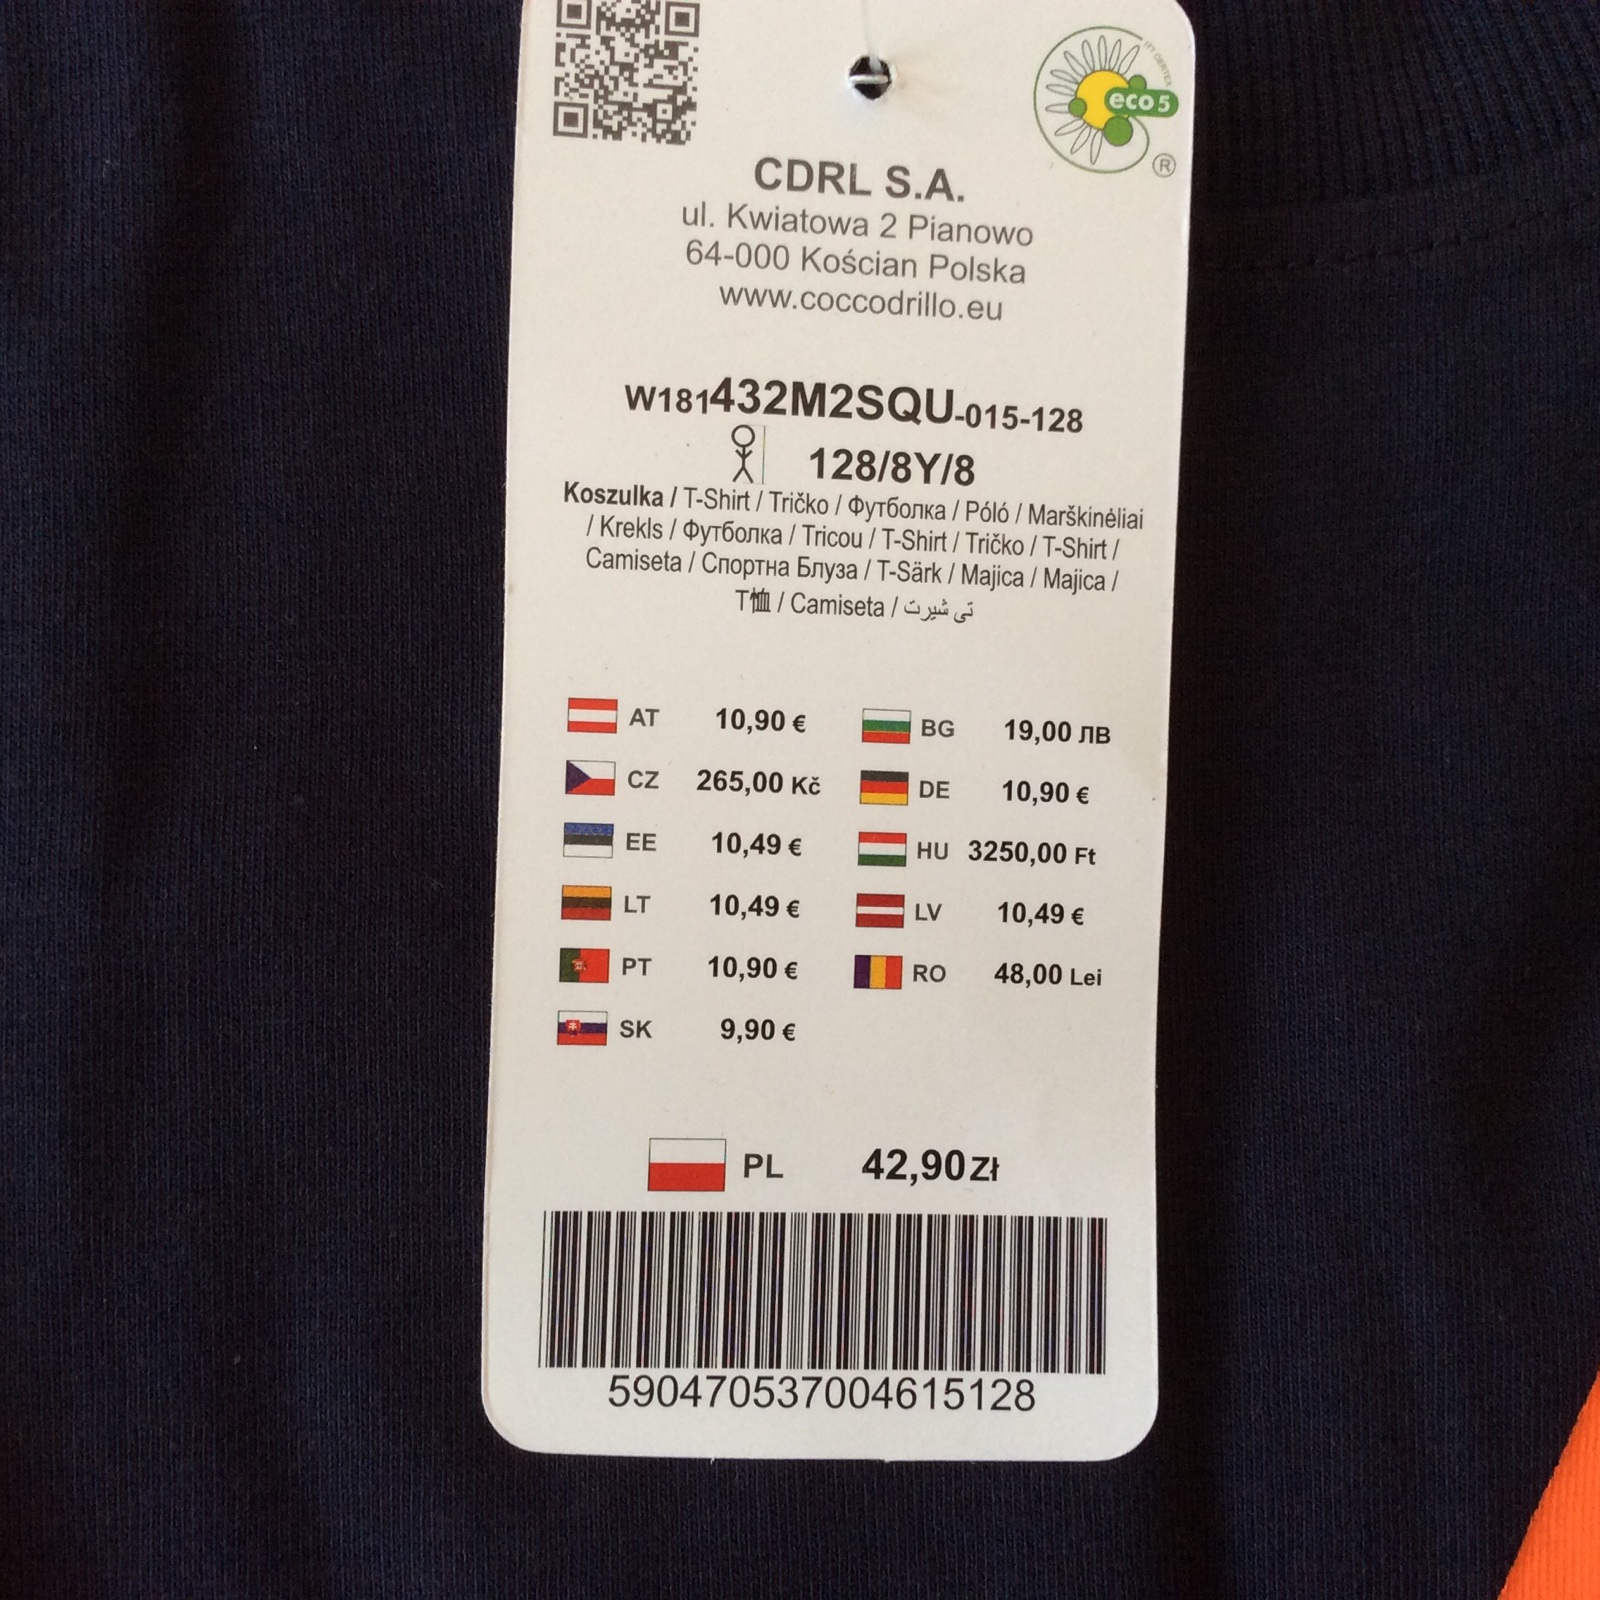 eco 5
®
CDRL S.A.
ul. Kwiatowa 2 Pianowo
64-000 Kościan Polska
www.coccodrillo.eu
W181432M2SQU-015-128
128/8Y/8
Koszulka / T-Shirt / Tričko / Футболка / Póló / Marškinėliai
/ Krekls / Футболка / Tricou / T-Shirt / Tričko / T-Shirt /
Camiseta / Спортна Блуза / T-Särk / Majica / Majica /
T恤 / Camiseta / تی شيرت
AT 10,90 € BG 19,00 ЛВ
CZ 265,00 Kč DE 10,90 €
EE 10,49 € HU 3250,00 Ft
LT 10,49 € LV 10,49 €
PT 10,90 € RO 48,00 Lei
SK 9,90 €
PL 42,90 Zł
590470537004615128